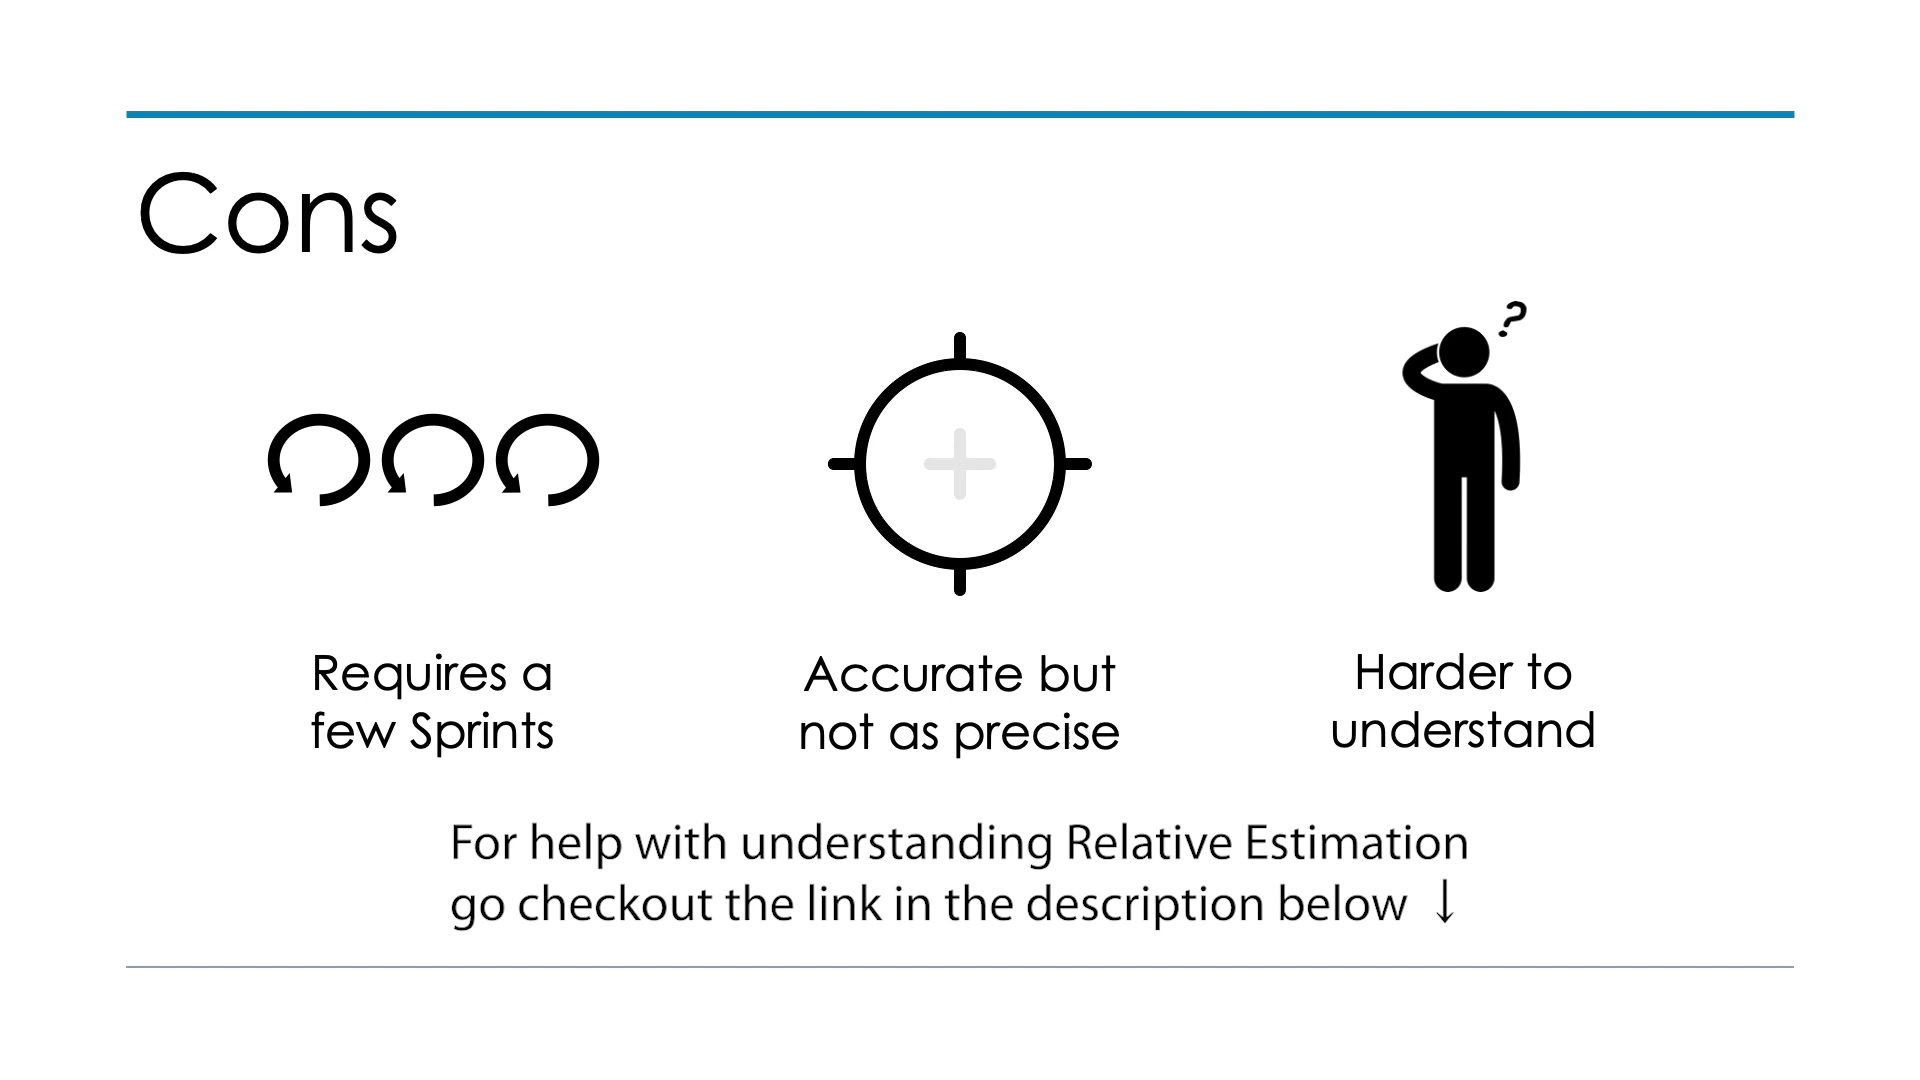 Cons
?
Requires a
few Sprints
Accurate but
not as precise
Harder to
understand
For help with understanding Relative Estimation
go checkout the link in the description below ↓